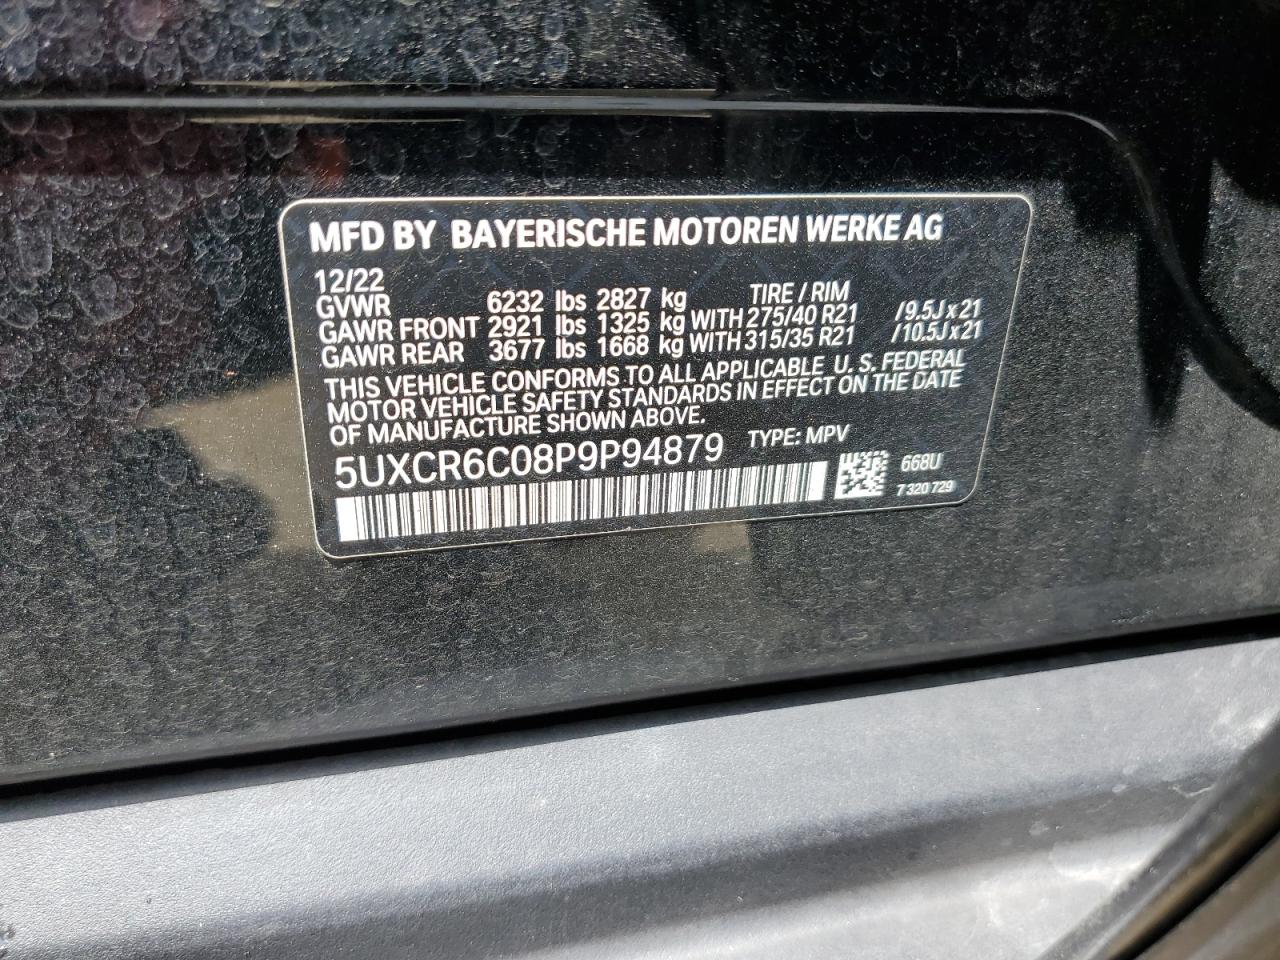 MFD BY BAYERISCHE MOTOREN WERKE AG
12/22
GVWR 6232 lbs 2827 kg TIRE / RIM
GAWR FRONT 2921 lbs 1325 kg WITH 275/40 R21 /9.5J x 21
GAWR REAR 3677 lbs 1668 kg WITH 315/35 R21 /10.5J x 21
THIS VEHICLE CONFORMS TO ALL APPLICABLE U. S. FEDERAL
MOTOR VEHICLE SAFETY STANDARDS IN EFFECT ON THE DATE
OF MANUFACTURE SHOWN ABOVE.
5UXCR6C08P9P94879 TYPE: MPV
668U
7 320 729